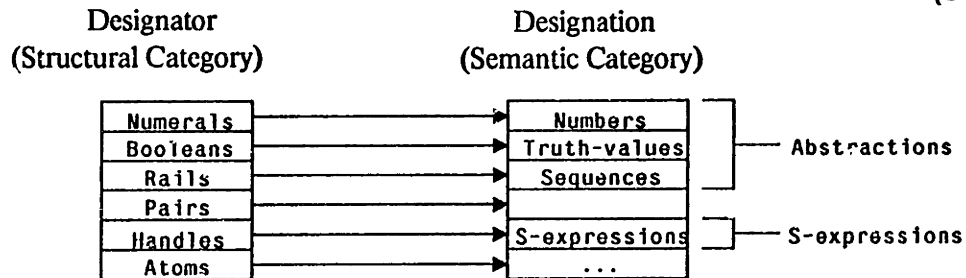 Designator Designation
(Structural Category) (Semantic Category)
Numerals Numbers
Booleans Truth-values Abstractions
Rails Sequences
Pairs
Handles S-expressions S-expressions
Atoms ...